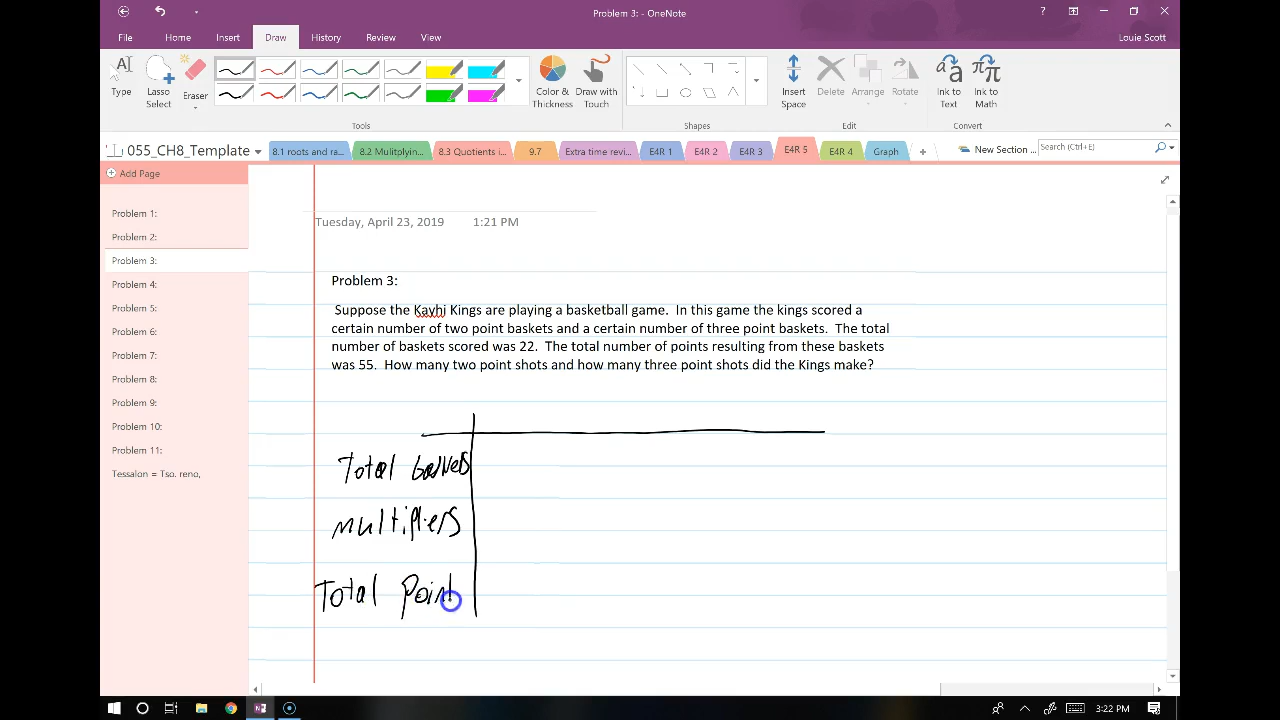 Problem 3: - OneNote
?
File Home Insert Draw History Review View
Louie Scott
Type
Lasso Select
Eraser
Color & Thickness
Draw with Touch
Insert Space
Delete
Arrange
Rotate
Ink to Text
Ink to Math
Tools
Shapes
Edit
Convert
055_CH8_Template
8.1 roots and ra...
8.2 Mulitplyin...
8.3 Quotients i...
9.7
Extra time revi...
E4R 1
E4R 2
E4R 3
E4R 5
E4R 4
Graph
+
New Section ...
Search (Ctrl+E)
Add Page
Problem 1:
Problem 2:
Problem 3:
Problem 4:
Problem 5:
Problem 6:
Problem 7:
Problem 8:
Problem 9:
Problem 10:
Problem 11:
Tessalon = Tso. reno,
Tuesday, April 23, 2019 1:21 PM
Problem 3:
Suppose the Kayhi Kings are playing a basketball game. In this game the kings scored a
certain number of two point baskets and a certain number of three point baskets. The total
number of baskets scored was 22. The total number of points resulting from these baskets
was 55. How many two point shots and how many three point shots did the Kings make?
Total
multipliers
Total Point
3:22 PM